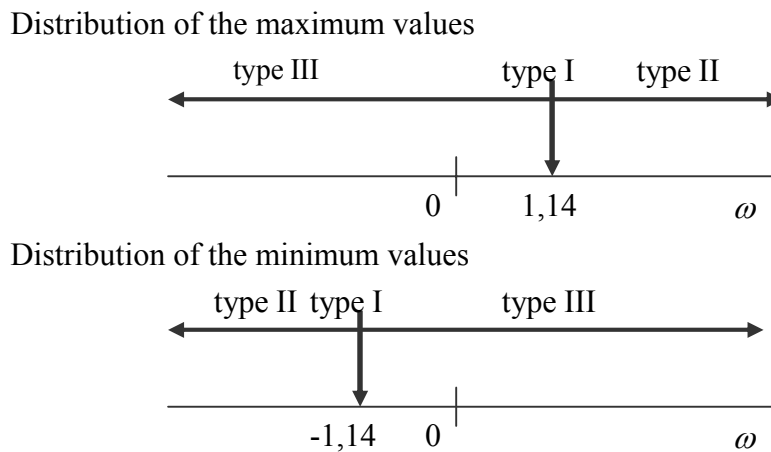 Distribution of the maximum values
type III type I type II
0 1,14 ω
Distribution of the minimum values
type II type I type III
-1,14 0 ω